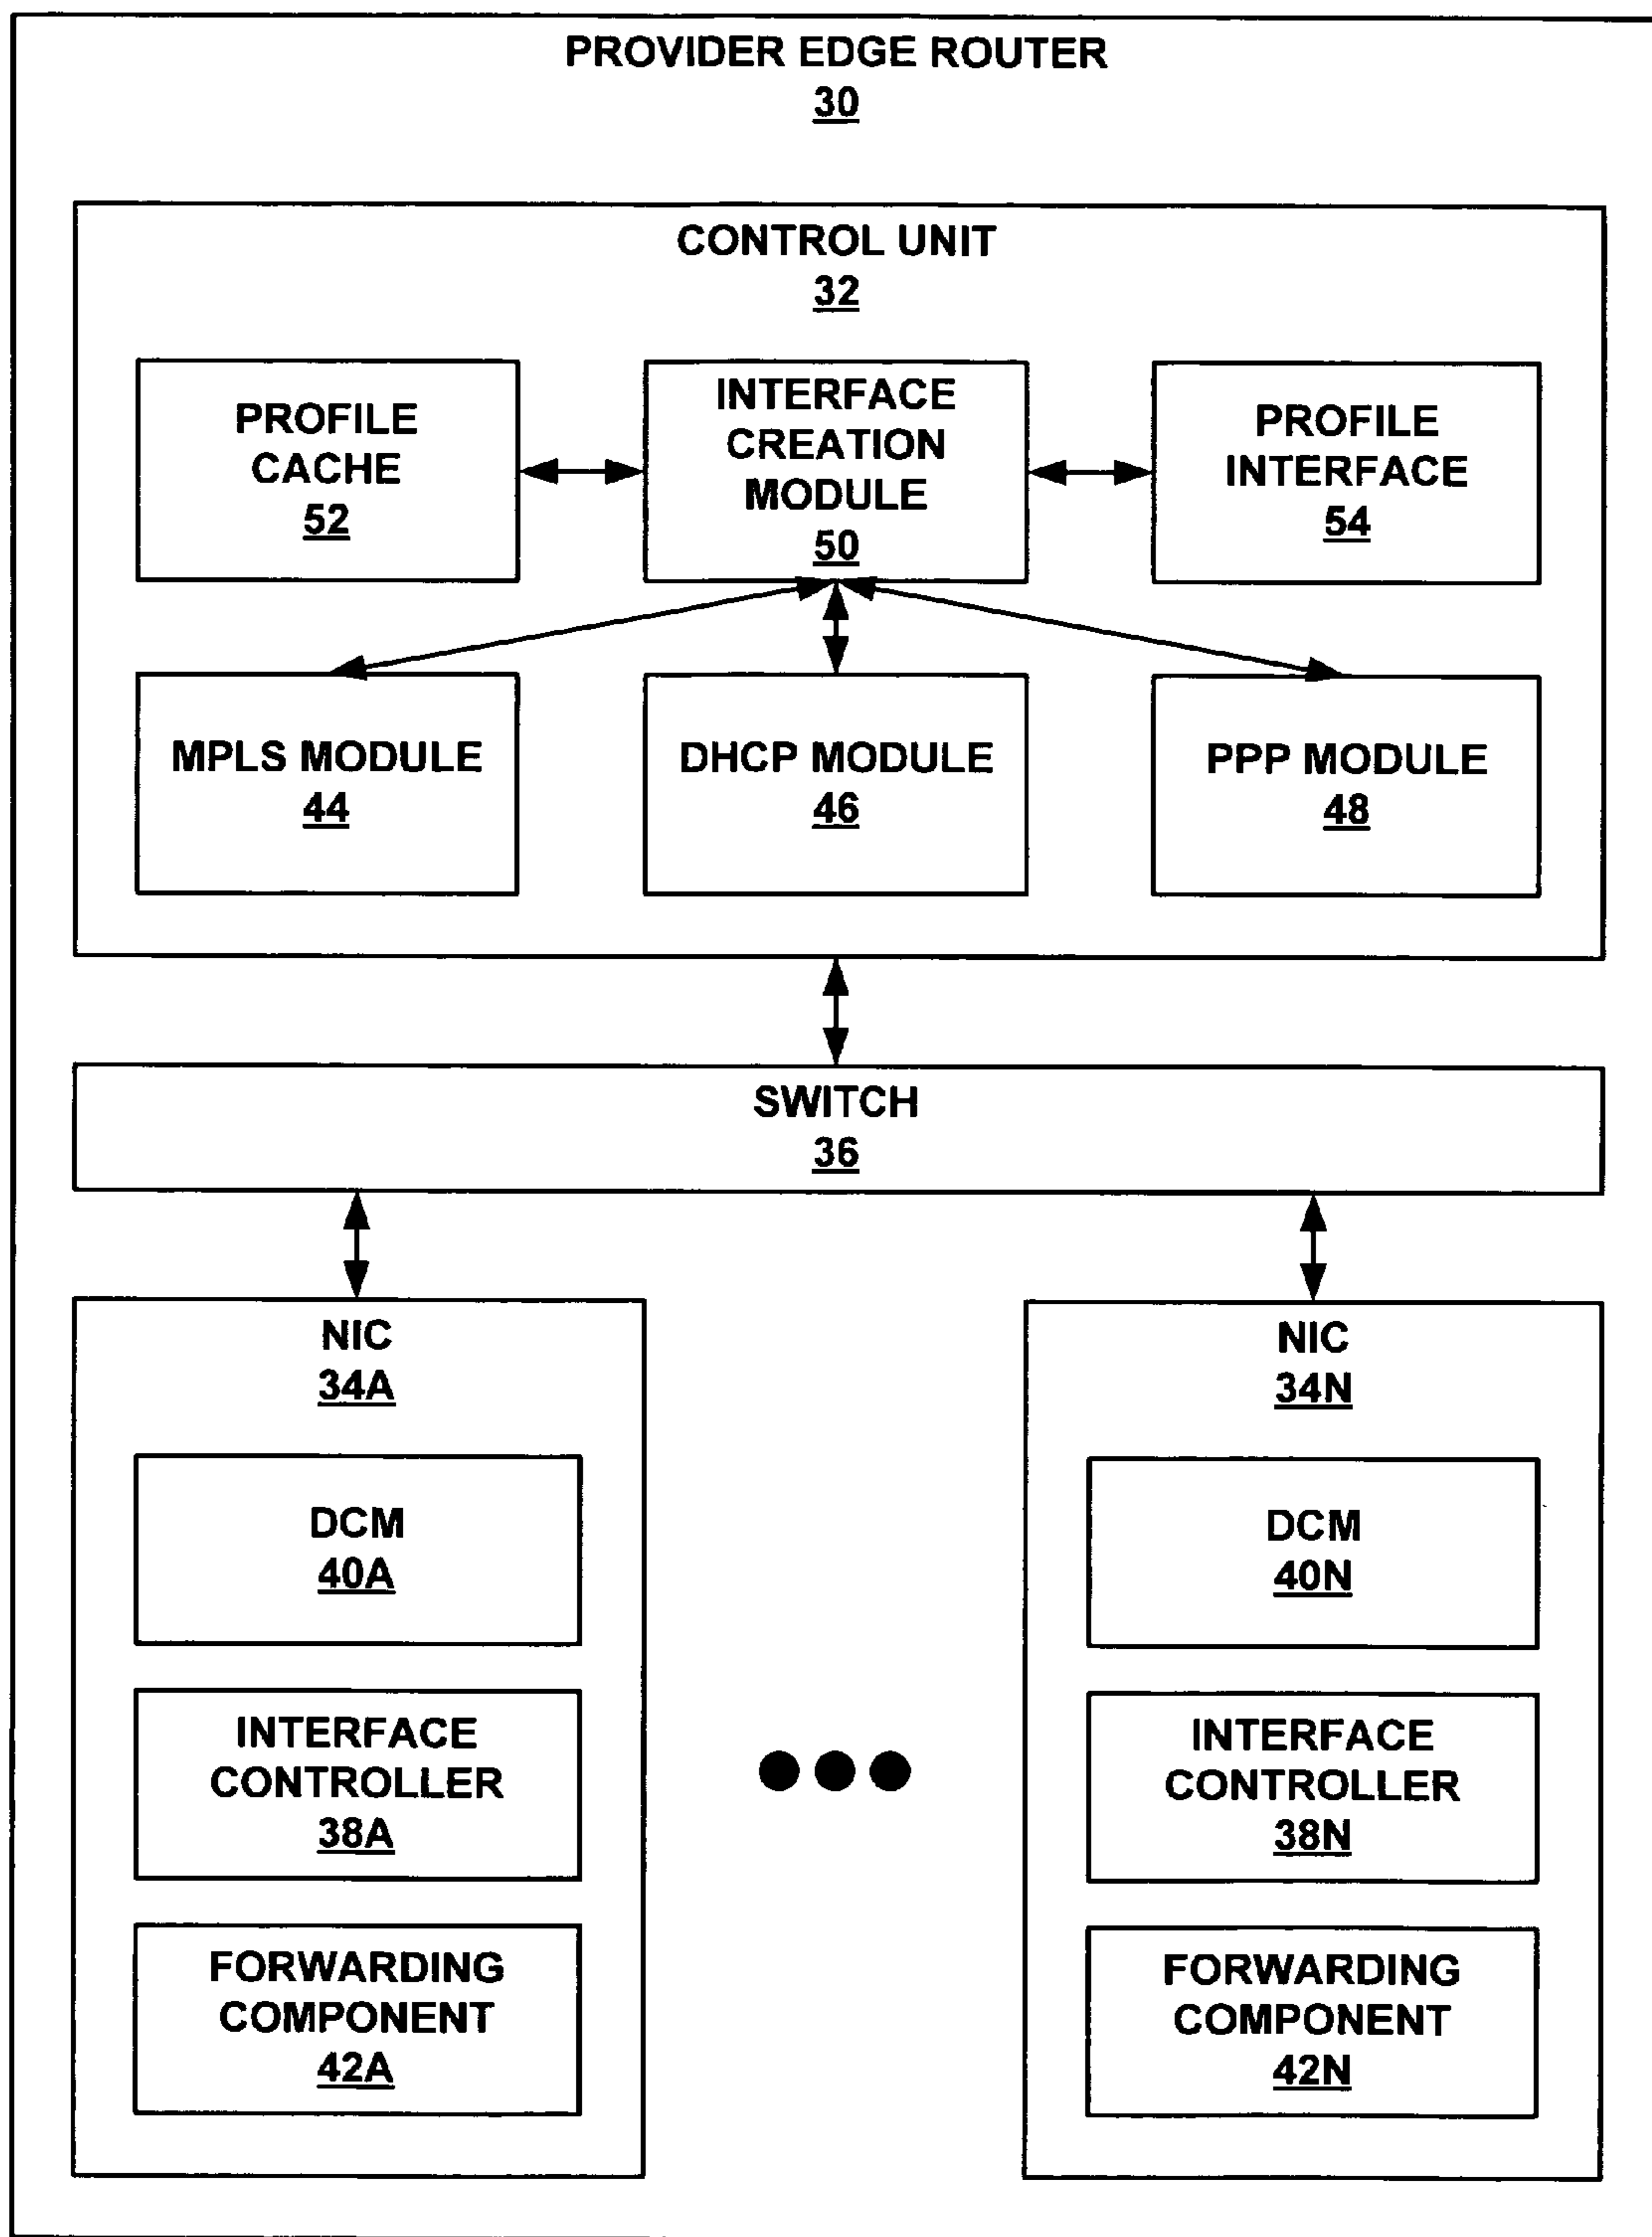 PROVIDER EDGE ROUTER
30
CONTROL UNIT
32
PROFILE
CACHE
52
INTERFACE
CREATION
MODULE
50
PROFILE
INTERFACE
54
MPLS MODULE
44
DHCP MODULE
46
PPP MODULE
48
SWITCH
36
NIC
34A
DCM
40A
INTERFACE
CONTROLLER
38A
FORWARDING
COMPONENT
42A
NIC
34N
DCM
40N
INTERFACE
CONTROLLER
38N
FORWARDING
COMPONENT
42N